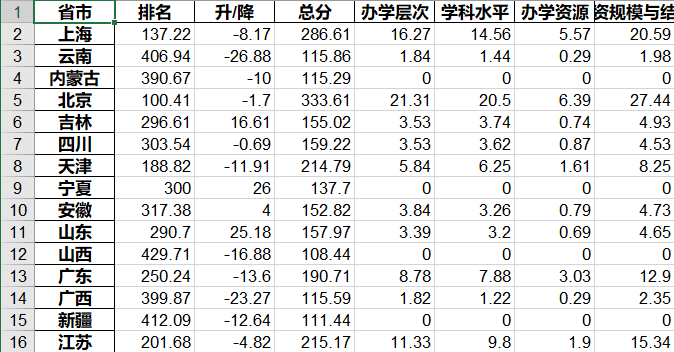 1 省市 排名 升/降 总分 办学层次 学科水平 办学资源 资规模与结
2 上海 137.22 -8.17 286.61 16.27 14.56 5.57 20.59
3 云南 406.94 -26.88 115.86 1.84 1.44 0.29 1.98
4 内蒙古 390.67 -10 115.29 0 0 0 0
5 北京 100.41 -1.7 333.61 21.31 20.5 6.39 27.44
6 吉林 296.61 16.61 155.02 3.53 3.74 0.74 4.93
7 四川 303.54 -0.69 159.22 3.53 3.62 0.87 4.53
8 天津 188.82 -11.91 214.79 5.84 6.25 1.61 8.25
9 宁夏 300 26 137.7 0 0 0 0
10 安徽 317.38 4 152.82 3.84 3.26 0.79 4.73
11 山东 290.7 25.18 157.97 3.39 3.2 0.69 4.65
12 山西 429.71 -16.88 108.44 0 0 0 0
13 广东 250.24 -13.6 190.71 8.78 7.88 3.03 12.9
14 广西 399.87 -23.27 115.59 1.82 1.22 0.29 2.35
15 新疆 412.09 -12.64 111.44 0 0 0 0
16 江苏 201.68 -4.82 215.17 11.33 9.8 1.9 15.34